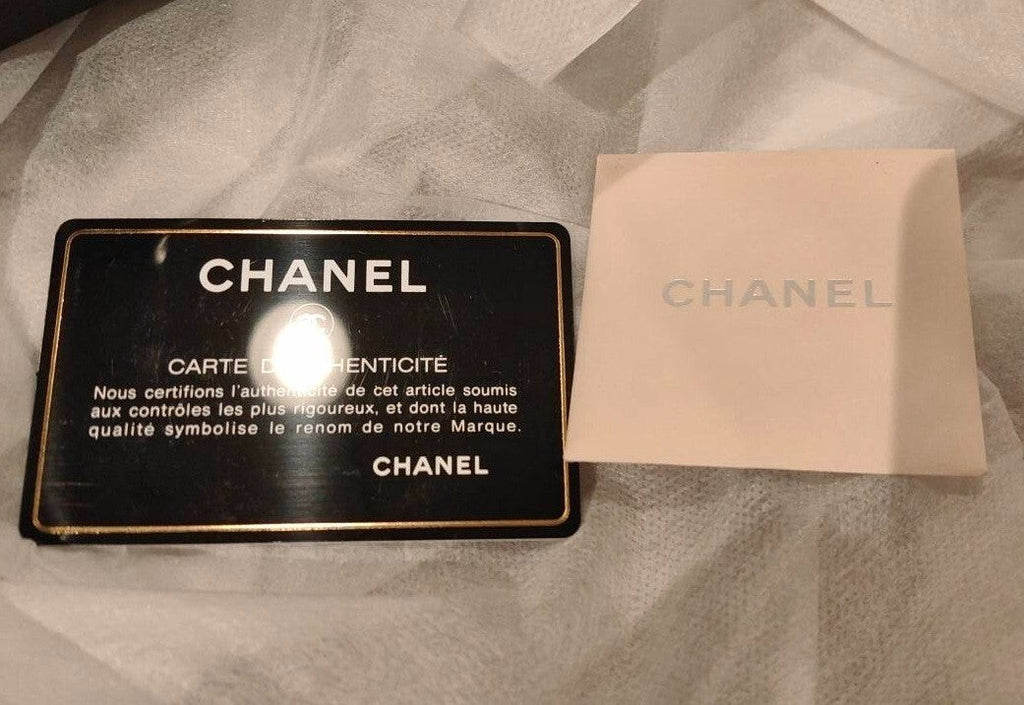 CHANEL
CARTE D'AUTHENTICITÉ
Nous certifions l'authenticité de cet article soumis
aux contrôles les plus rigoureux, et dont la haute
qualité symbolise le renom de notre Marque.
CHANEL
CHANEL